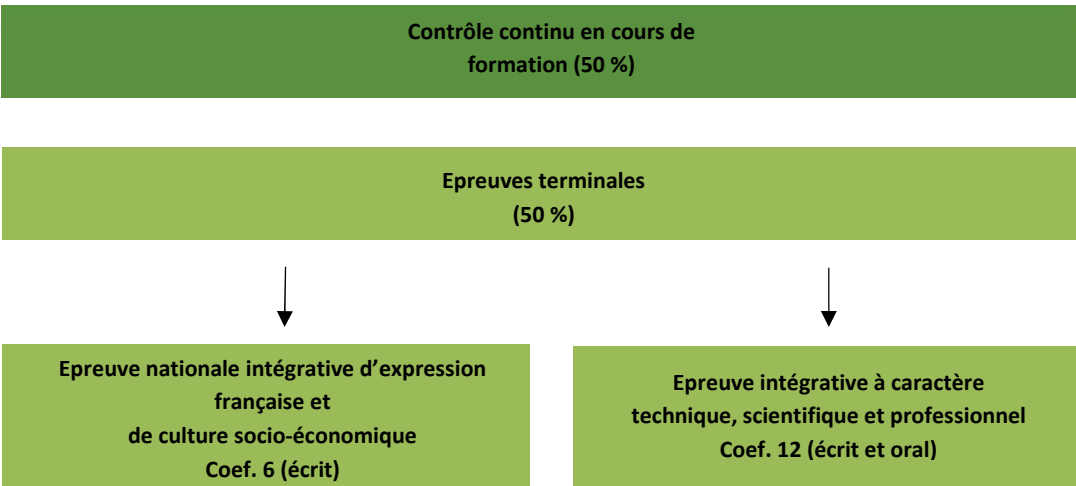 Contrôle continu en cours de
formation (50 %)
Epreuves terminales
(50 %)
Epreuve nationale intégrative d’expression
française et
de culture socio-économique
Coef. 6 (écrit)
Epreuve intégrative à caractère
technique, scientifique et professionnel
Coef. 12 (écrit et oral)